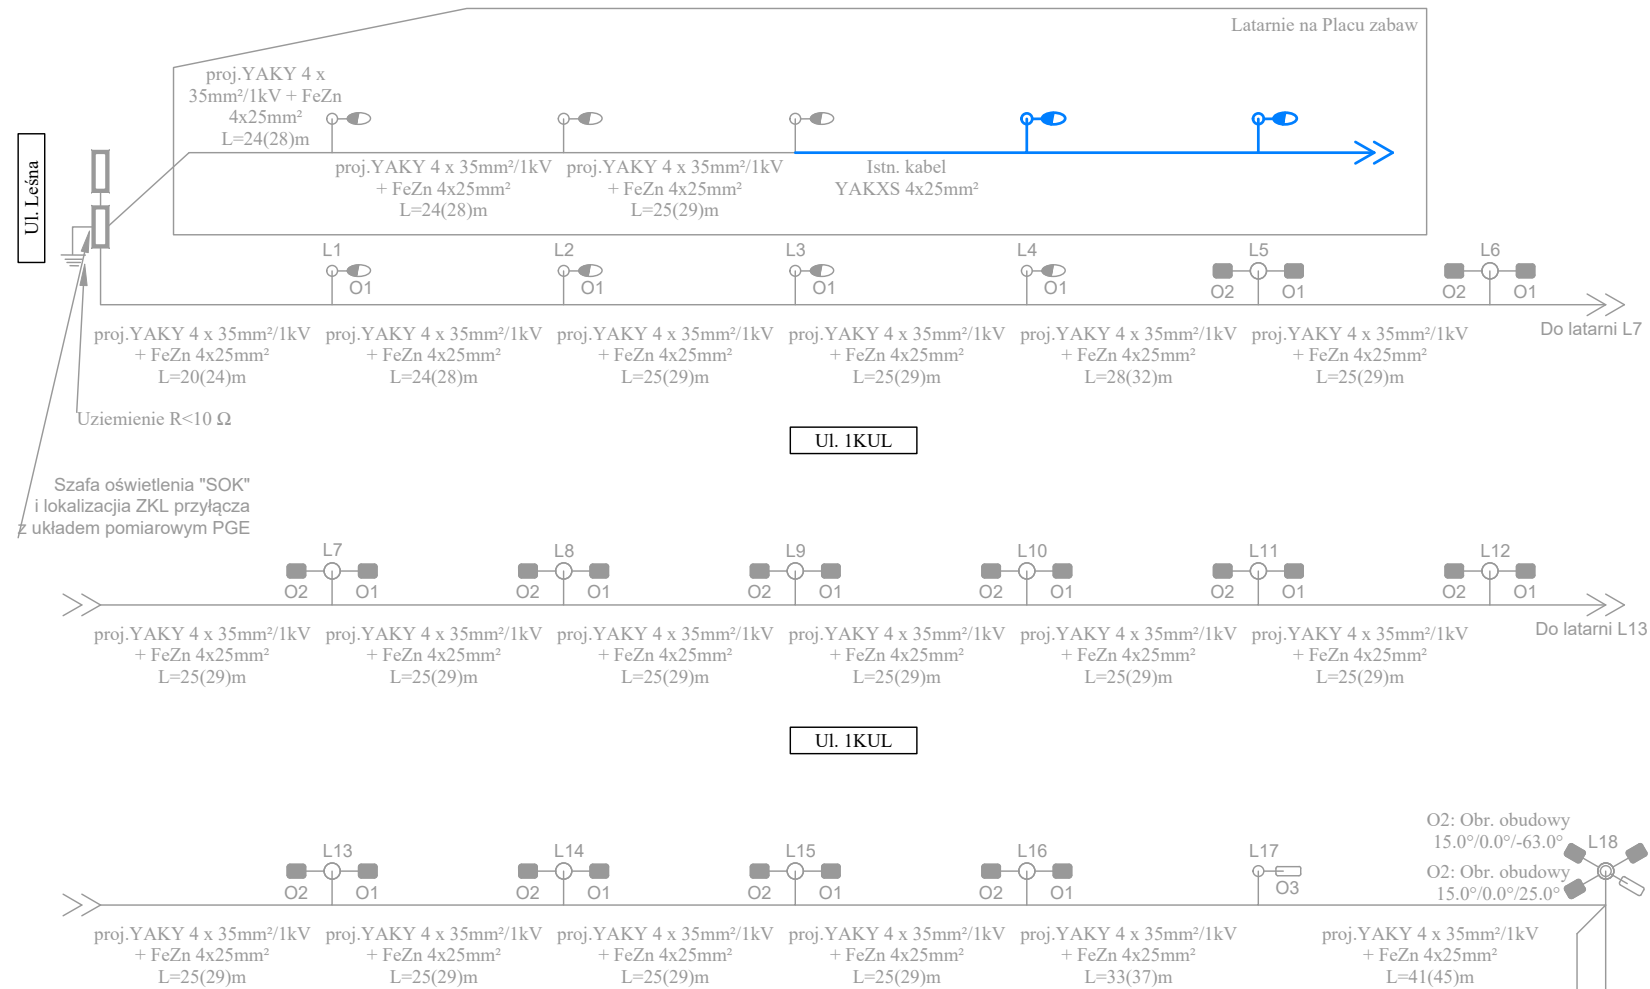 Latarnie na Placu zabaw
proj.YAKY 4 x
35mm²/1kV + FeZn
4x25mm²
L=24(28)m
proj.YAKY 4 x 35mm²/1kV
+ FeZn 4x25mm²
L=24(28)m
proj.YAKY 4 x 35mm²/1kV
+ FeZn 4x25mm²
L=25(29)m
Istn. kabel
YAKXS 4x25mm²
Ul. Leśna
L1
O1
L2
O1
L3
O1
L4
O1
L5
O2 O1
L6
O2 O1
Do latarni L7
proj.YAKY 4 x 35mm²/1kV
+ FeZn 4x25mm²
L=20(24)m
proj.YAKY 4 x 35mm²/1kV
+ FeZn 4x25mm²
L=24(28)m
proj.YAKY 4 x 35mm²/1kV
+ FeZn 4x25mm²
L=25(29)m
proj.YAKY 4 x 35mm²/1kV
+ FeZn 4x25mm²
L=25(29)m
proj.YAKY 4 x 35mm²/1kV
+ FeZn 4x25mm²
L=28(32)m
proj.YAKY 4 x 35mm²/1kV
+ FeZn 4x25mm²
L=25(29)m
Uziemienie R<10 Ω
Ul. 1KUL
Szafa oświetlenia "SOK"
i lokalizacjia ZKL przyłącza
z układem pomiarowym PGE
L7
O2 O1
L8
O2 O1
L9
O2 O1
L10
O2 O1
L11
O2 O1
L12
O2 O1
Do latarni L13
proj.YAKY 4 x 35mm²/1kV
+ FeZn 4x25mm²
L=25(29)m
proj.YAKY 4 x 35mm²/1kV
+ FeZn 4x25mm²
L=25(29)m
proj.YAKY 4 x 35mm²/1kV
+ FeZn 4x25mm²
L=25(29)m
proj.YAKY 4 x 35mm²/1kV
+ FeZn 4x25mm²
L=25(29)m
proj.YAKY 4 x 35mm²/1kV
+ FeZn 4x25mm²
L=25(29)m
proj.YAKY 4 x 35mm²/1kV
+ FeZn 4x25mm²
L=25(29)m
Ul. 1KUL
L13
O2 O1
L14
O2 O1
L15
O2 O1
L16
O2 O1
L17
O3
O2: Obr. obudowy
15.0°/0.0°/-63.0°
L18
O2: Obr. obudowy
15.0°/0.0°/25.0°
proj.YAKY 4 x 35mm²/1kV
+ FeZn 4x25mm²
L=25(29)m
proj.YAKY 4 x 35mm²/1kV
+ FeZn 4x25mm²
L=25(29)m
proj.YAKY 4 x 35mm²/1kV
+ FeZn 4x25mm²
L=25(29)m
proj.YAKY 4 x 35mm²/1kV
+ FeZn 4x25mm²
L=25(29)m
proj.YAKY 4 x 35mm²/1kV
+ FeZn 4x25mm²
L=33(37)m
proj.YAKY 4 x 35mm²/1kV
+ FeZn 4x25mm²
L=41(45)m